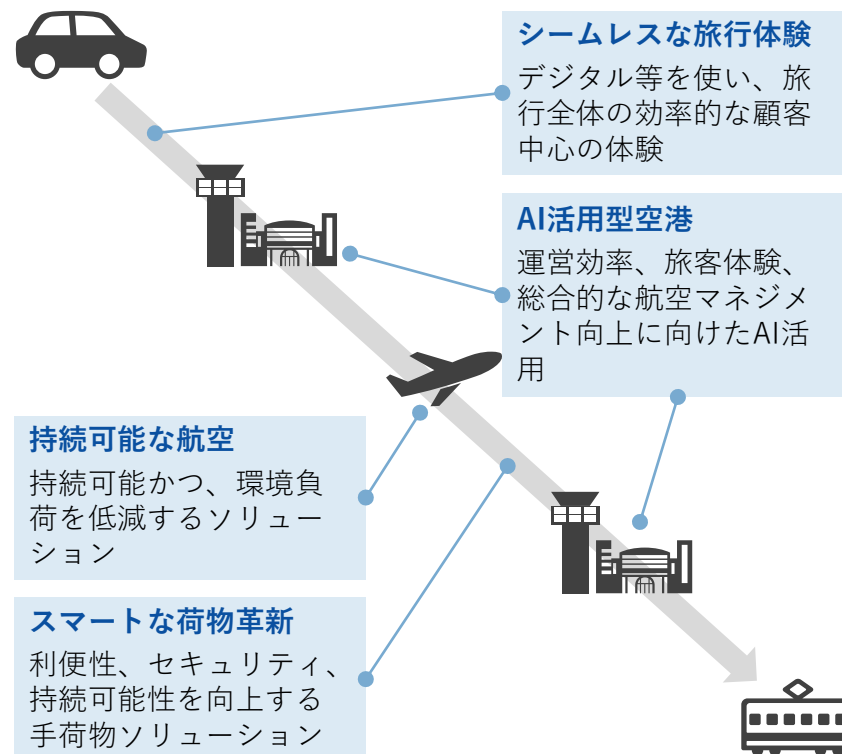 シームレスな旅行体験
デジタル等を使い、旅
行全体の効率的な顧客
中心の体験
AI活用型空港
運営効率、旅客体験、
総合的な航空マネジメ
ント向上に向けたAI活
用
持続可能な航空
持続可能かつ、環境負
荷を低減するソリュー
ション
スマートな荷物革新
利便性、セキュリティ、
持続可能性を向上する
手荷物ソリューション